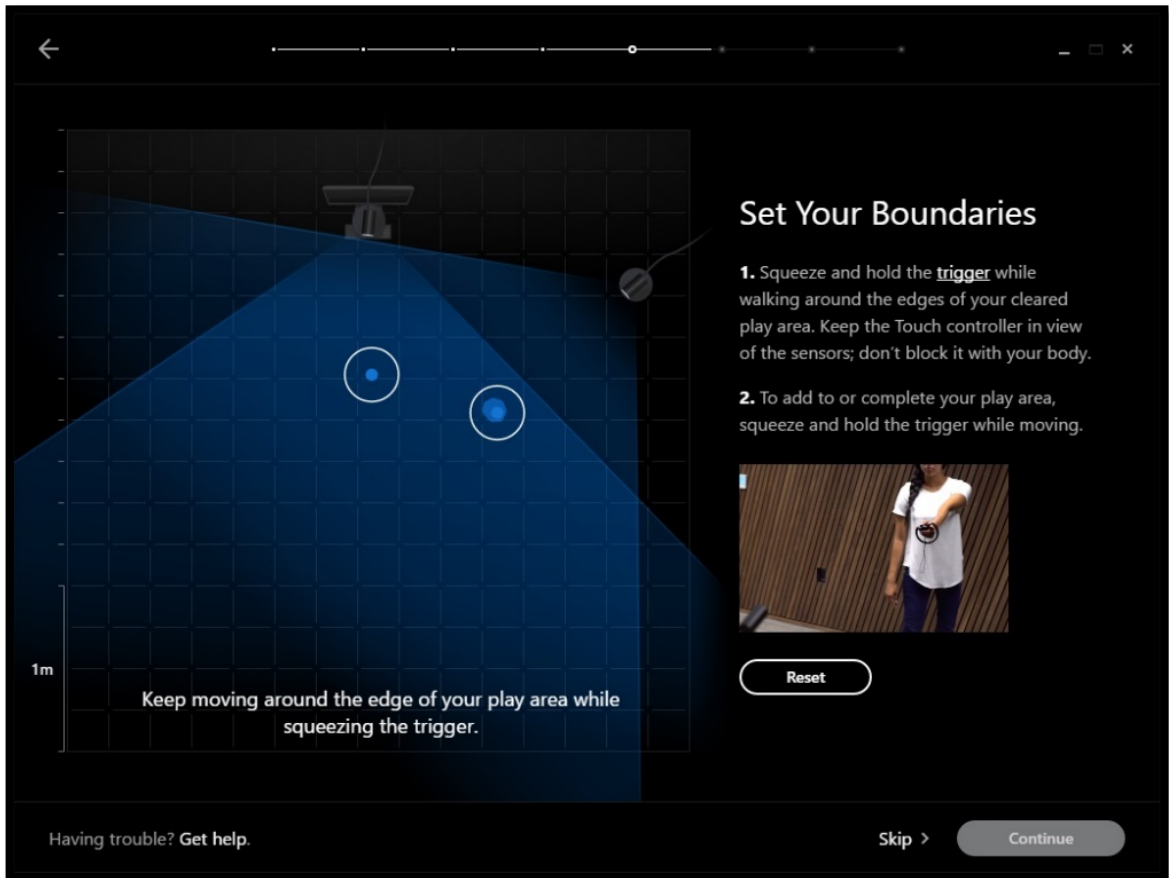 Set Your Boundaries
1. Squeeze and hold the trigger while
walking around the edges of your cleared
play area. Keep the Touch controller in view
of the sensors; don't block it with your body.
2. To add to or complete your play area,
squeeze and hold the trigger while moving.
1m
Keep moving around the edge of your play area while
squeezing the trigger.
Reset
Having trouble? Get help.
Skip >
Continue